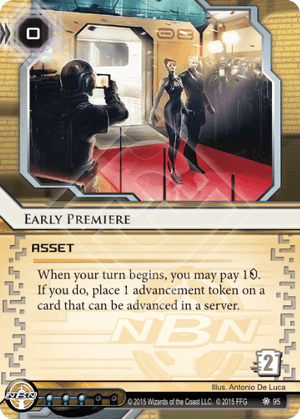 0
EARLY PREMIERE
ASSET
When your turn begins, you may pay 1
If you do, place 1 advancement token on a
card that can be advanced in a server.
NBN
2
Illus. Antonio De Luca
NBN
© 2015 Wizards of the Coast LLC. © 2015 FFG 95